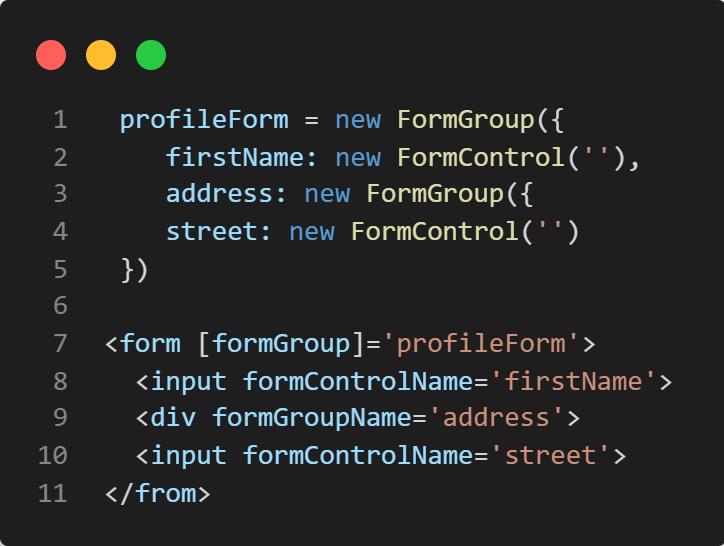 1 profileForm = new FormGroup({
2 firstName: new FormControl(''),
3 address: new FormGroup({
4 street: new FormControl('')
5 })
6
7 <form [formGroup]='profileForm'>
8 <input formControlName='firstName'>
9 <div formGroupName='address'>
10 <input formControlName='street'>
11 </from>